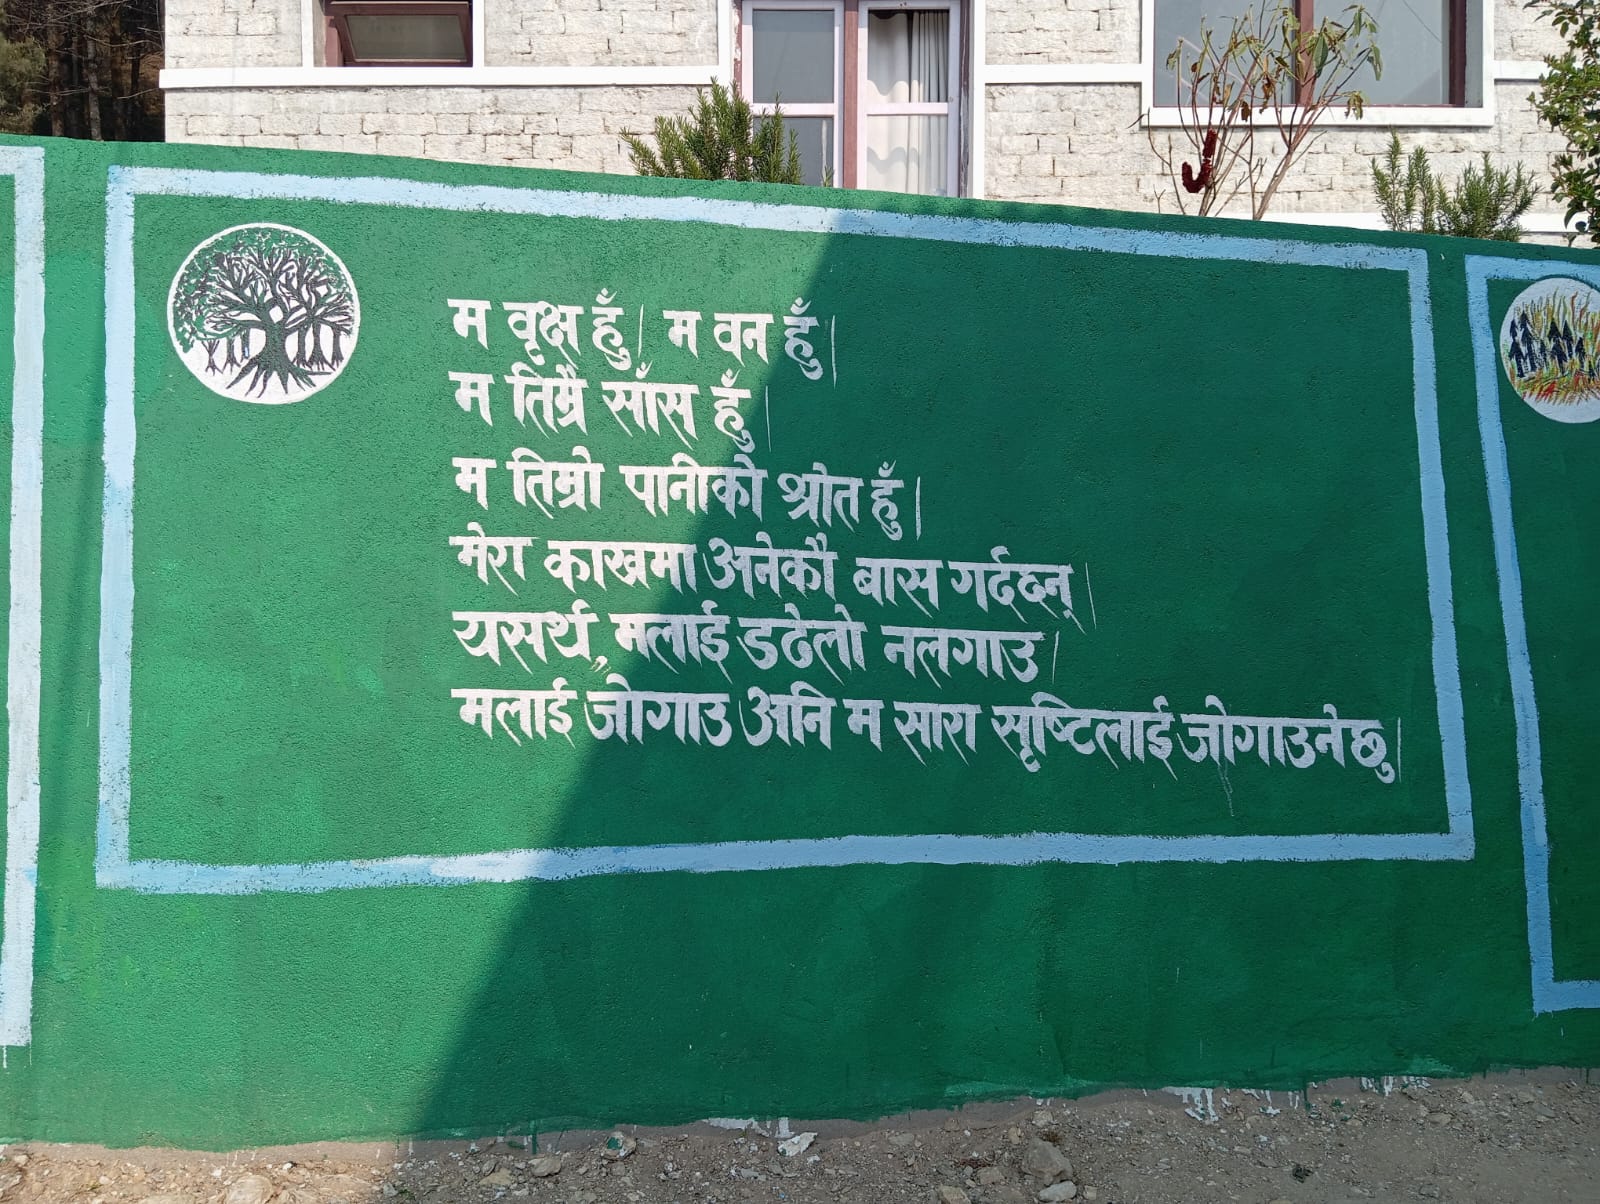 म वृक्ष हुँ। म वन हुँ।
म तिम्रै साँस हुँ।
म तिम्रो पानीको श्रोत हुँ।
मेरा काखमा अनेकौ बास गर्दछन्।
यसर्थ, मलाई डढेलो नलगाउ।
मलाई जोगाउ अनि म सारा सृष्टिलाई जोगाउनेछु।